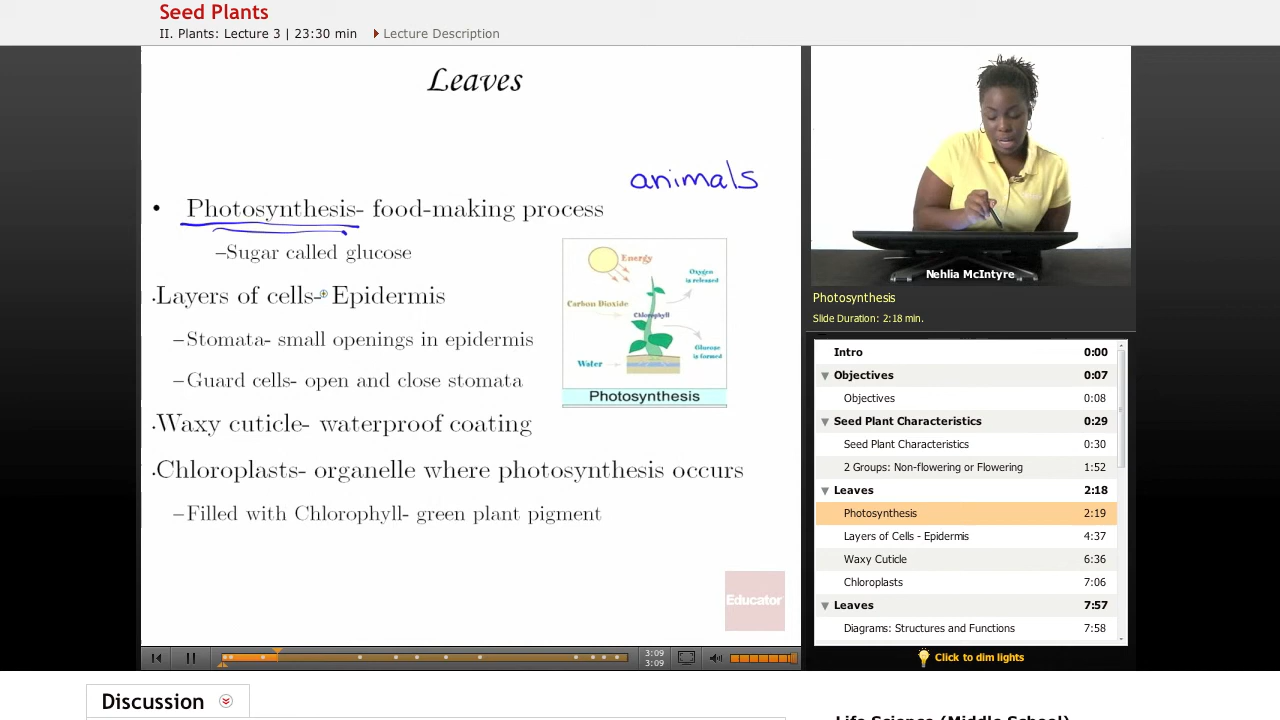 Seed Plants
II. Plants: Lecture 3 | 23:30 min Lecture Description
Leaves
animals
• Photosynthesis- food-making process
–Sugar called glucose
Energy
Oxygen
is released
Carbon Dioxide
Chlorophyll
Glucose
is formed
Water
Photosynthesis
.Layers of cells- Epidermis
–Stomata- small openings in epidermis
–Guard cells- open and close stomata
.Waxy cuticle- waterproof coating
.Chloroplasts- organelle where photosynthesis occurs
–Filled with Chlorophyll- green plant pigment
Educator
3:09
3:09
Nehlia McIntyre
Photosynthesis
Slide Duration: 2:18 min.
Intro 0:00
Objectives 0:07
Objectives 0:08
Seed Plant Characteristics 0:29
Seed Plant Characteristics 0:30
2 Groups: Non-flowering or Flowering 1:52
Leaves 2:18
Photosynthesis 2:19
Layers of Cells - Epidermis 4:37
Waxy Cuticle 6:36
Chloroplasts 7:06
Leaves 7:57
Diagrams: Structures and Functions 7:58
Click to dim lights
Discussion
Life Science (Middle School)